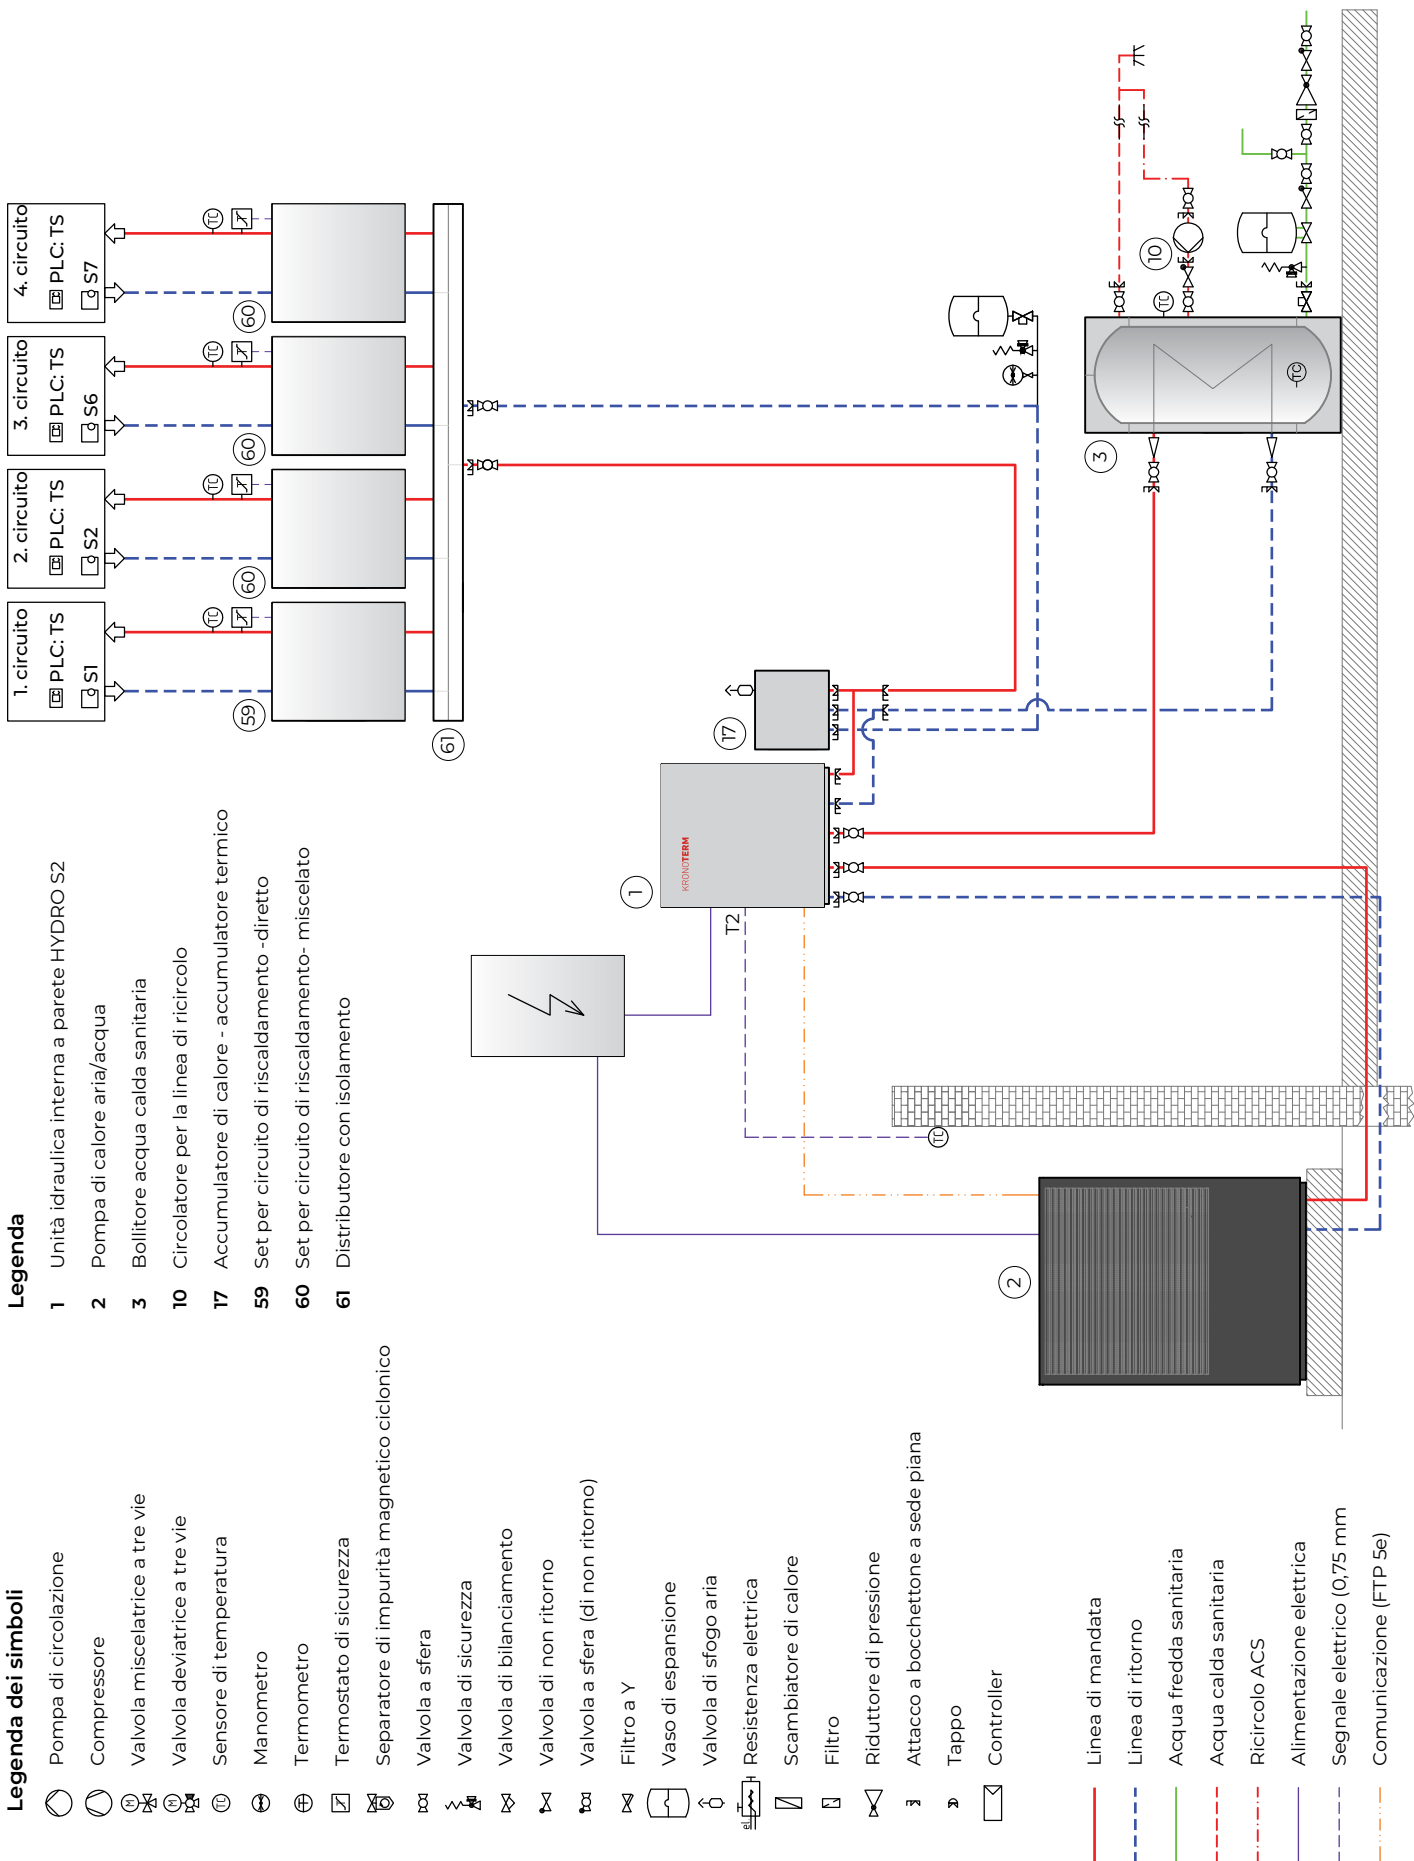 Legenda dei simboli
Pompa di circolazione
Compressore
M
Valvola miscelatrice a tre vie
M
Valvola deviatrice a tre vie
TC
Sensore di temperatura
Manometro
Termometro
Termostato di sicurezza
Separatore di impurità magnetico ciclonico
Valvola a sfera
Valvola di sicurezza
Valvola di bilanciamento
Valvola di non ritorno
Valvola a sfera (di non ritorno)
Filtro a Y
Vaso di espansione
Valvola di sfogo aria
el.
Resistenza elettrica
Scambiatore di calore
Filtro
Riduttore di pressione
Attacco a bocchettone a sede piana
Tappo
Controller
Linea di mandata
Linea di ritorno
Acqua fredda sanitaria
Acqua calda sanitaria
Ricircolo ACS
Alimentazione elettrica
Segnale elettrico (0,75 mm
Comunicazione (FTP 5e)
Legenda
1 Unità idraulica interna a parete HYDRO S2
2 Pompa di calore aria/acqua
3 Bollitore acqua calda sanitaria
10 Circolatore per la linea di ricircolo
17 Accumulatore di calore - accumulatore termico
59 Set per circuito di riscaldamento -diretto
60 Set per circuito di riscaldamento- miscelato
61 Distributore con isolamento
1. circuito
PLC: TS
S1
2. circuito
PLC: TS
S2
3. circuito
PLC: TS
S6
4. circuito
PLC: TS
S7
TC
TC
TC
TC
59
60
60
60
61
17
1
KRONOTERM
T2
TC
2
3
10
TC
TC